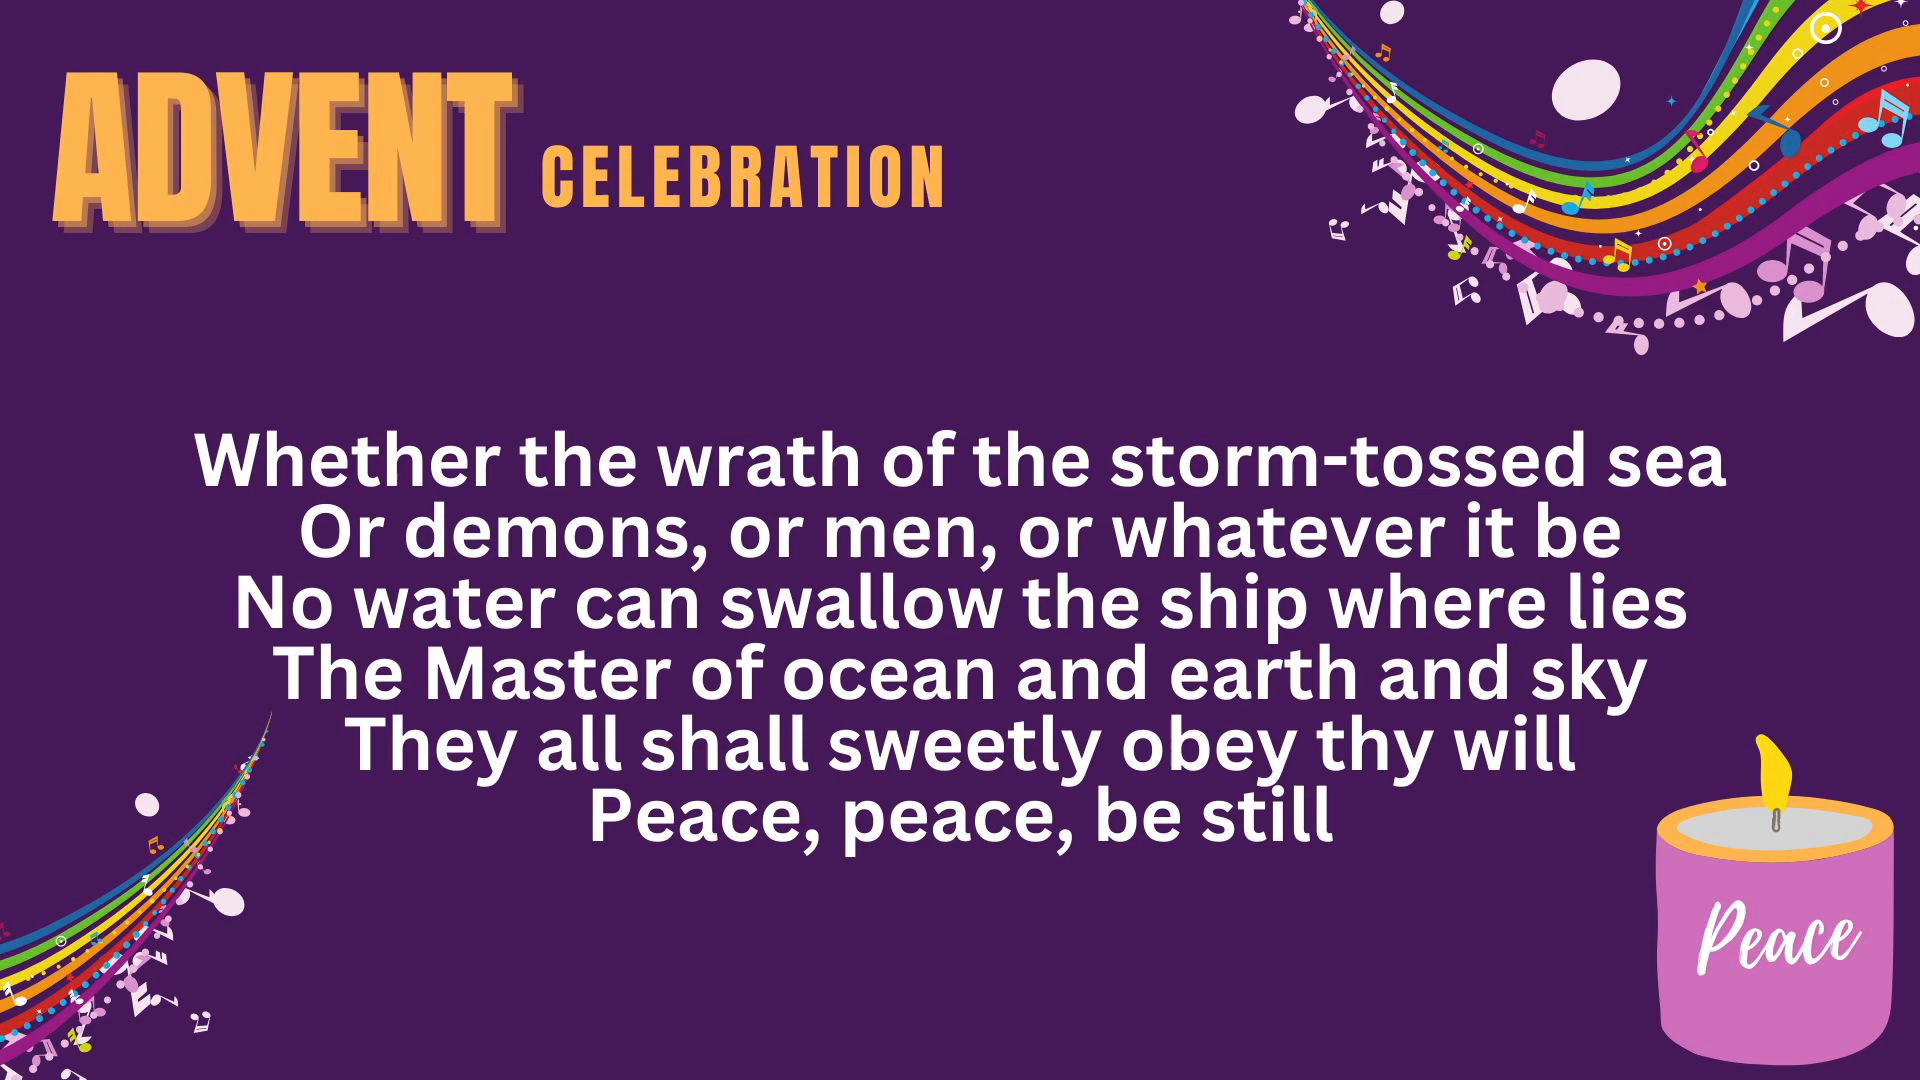 ADVENT CELEBRATION
Whether the wrath of the storm-tossed sea
Or demons, or men, or whatever it be
No water can swallow the ship where lies
The Master of ocean and earth and sky
They all shall sweetly obey thy will
Peace, peace, be still
Peace